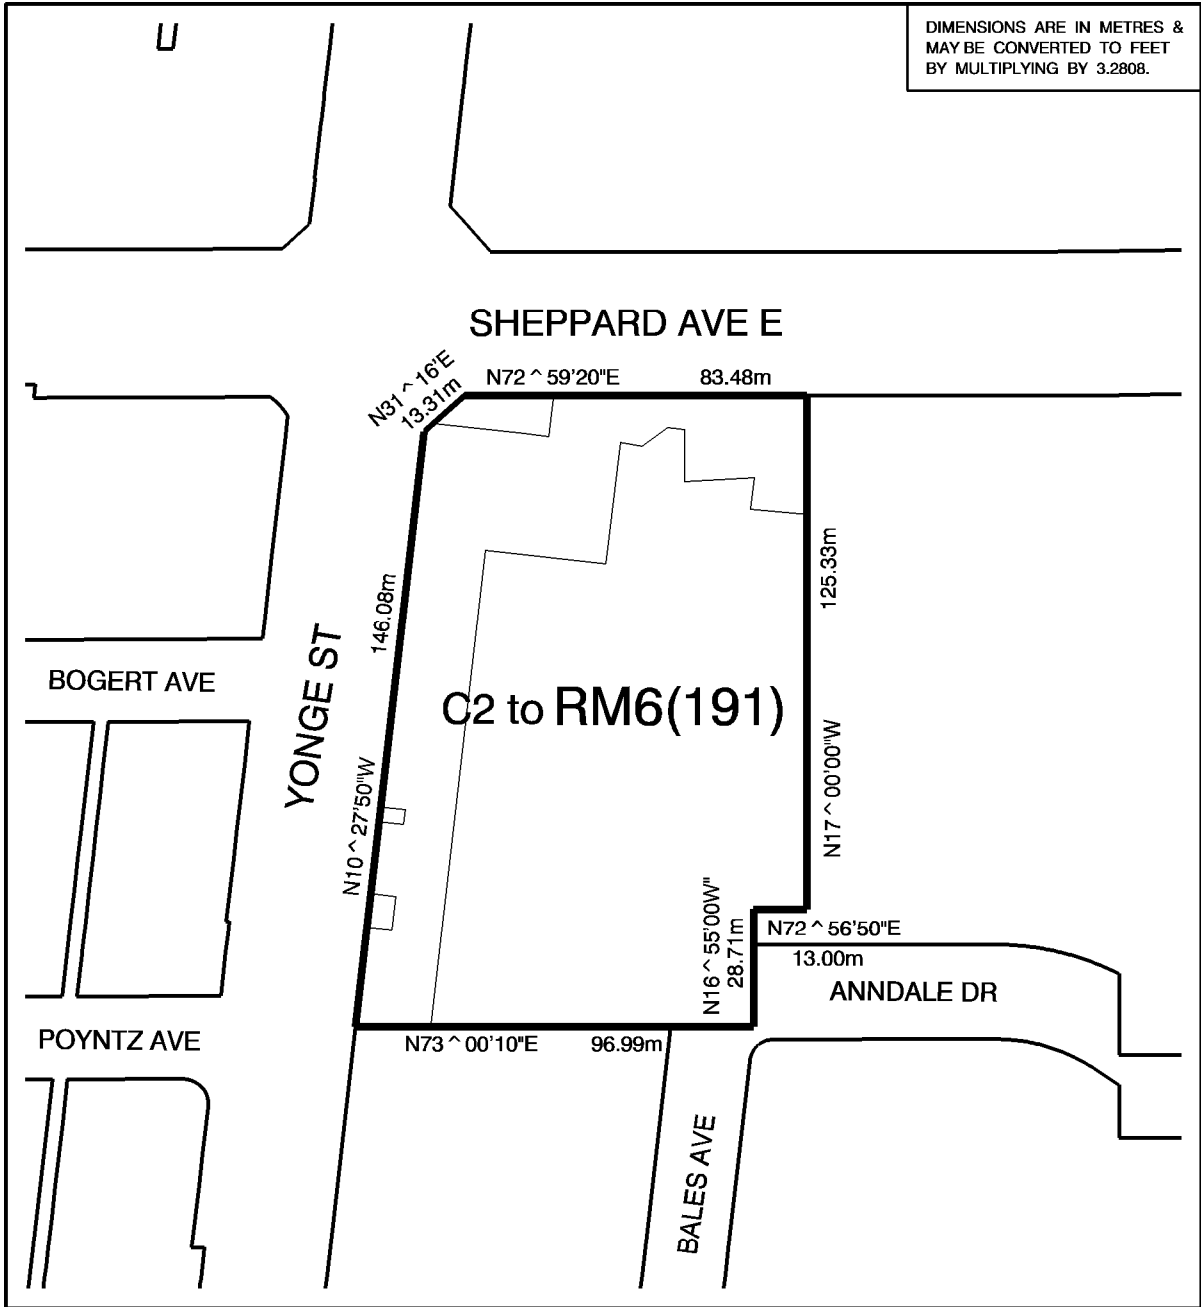 DIMENSIONS ARE IN METRES &
MAY BE CONVERTED TO FEET
BY MULTIPLYING BY 3.2808.
SHEPPARD AVE E
N31 ^ 16'E
13.31m
N72 ^ 59'20"E 83.48m
146.08m
125.33m
BOGERT AVE
YONGE ST
C2 to RM6(191)
N10 ^ 27'50"W
N17 ^ 00'00"W
N16 ^ 55'00W"
28.71m
N72 ^ 56'50"E
13.00m
ANNDALE DR
POYNTZ AVE
N73 ^ 00'10"E 96.99m
BALES AVE